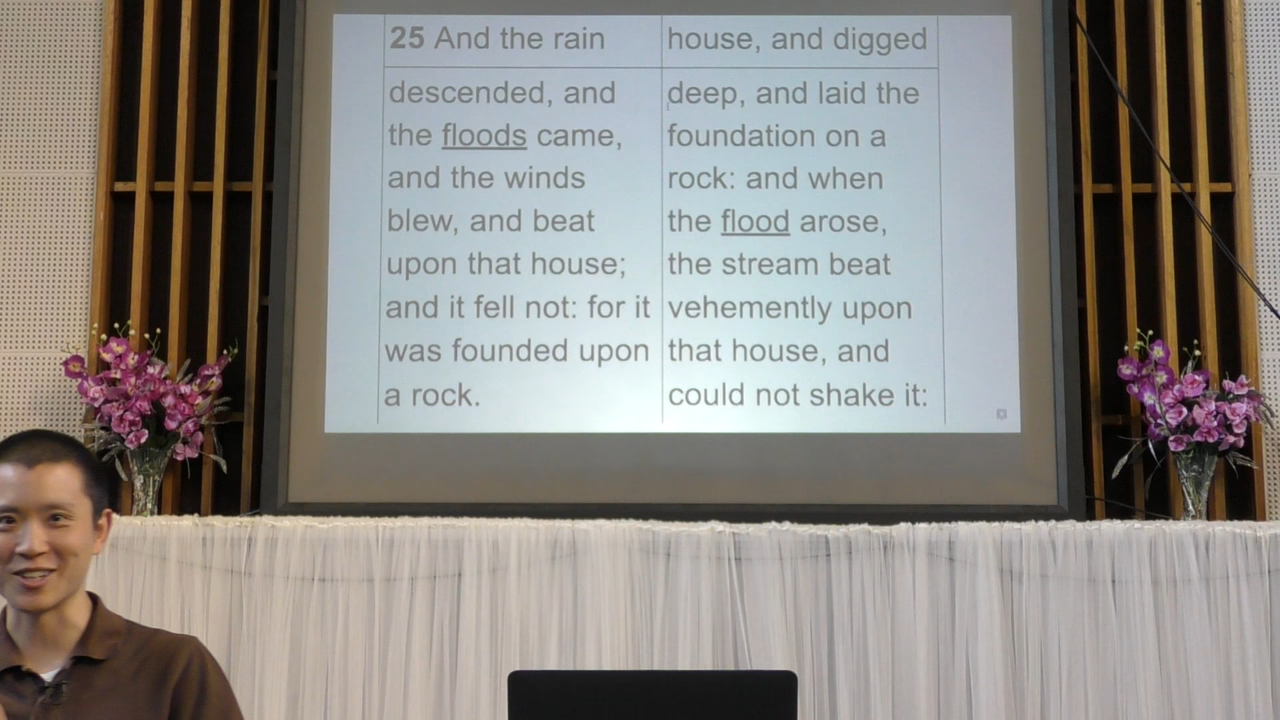 25 And the rain
descended, and
the floods came,
and the winds
blew, and beat
upon that house;
and it fell not: for it
was founded upon
a rock.
house, and digged
deep, and laid the
foundation on a
rock: and when
the flood arose,
the stream beat
vehemently upon
that house, and
could not shake it: